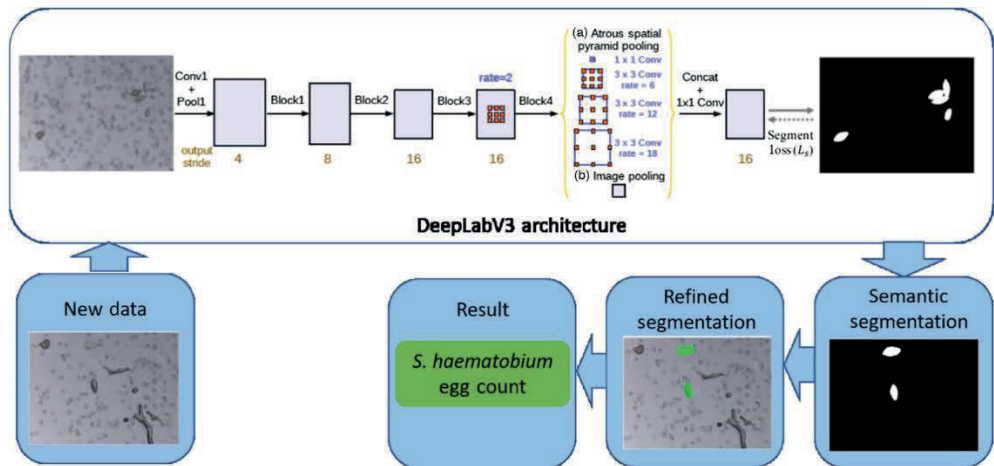 (a) Atrous spatial
pyramid pooling
1 x 1 Conv
3 x 3 Conv
rate = 6
3 x 3 Conv
rate = 12
3 x 3 Conv
rate = 18
(b) Image pooling
Conv1
+
Pool1
Block1
Block2
Block3
rate=2
Block4
Concat
+
1x1 Conv
Segment
loss (Ls)
output
stride
4
8
16
16
16
DeepLabV3 architecture
New data
Result
S. haematobium
egg count
Refined
segmentation
Semantic
segmentation